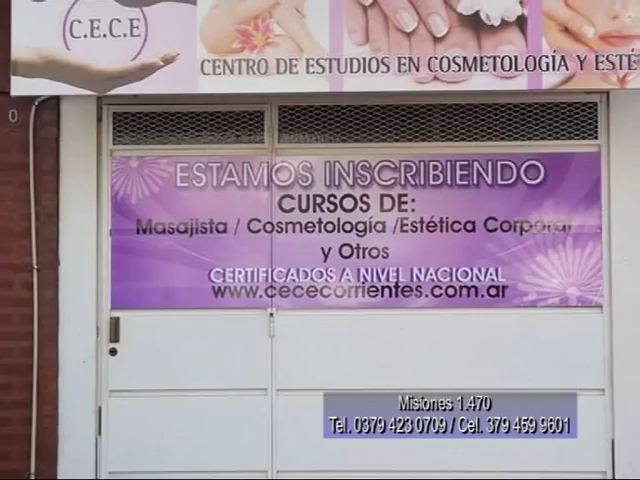 C.E.C.E
CENTRO DE ESTUDIOS EN COSMETOLOGÍA Y ESTÉ
0
ESTAMOS INSCRIBIENDO
CURSOS DE:
Masajista / Cosmetología /Estética Corporal
y Otros
CERTIFICADOS A NIVEL NACIONAL
www.cececorrientes.com.ar
Misiones 1.470
Tel. 0379 423 0709 / Cel. 379 459 9601